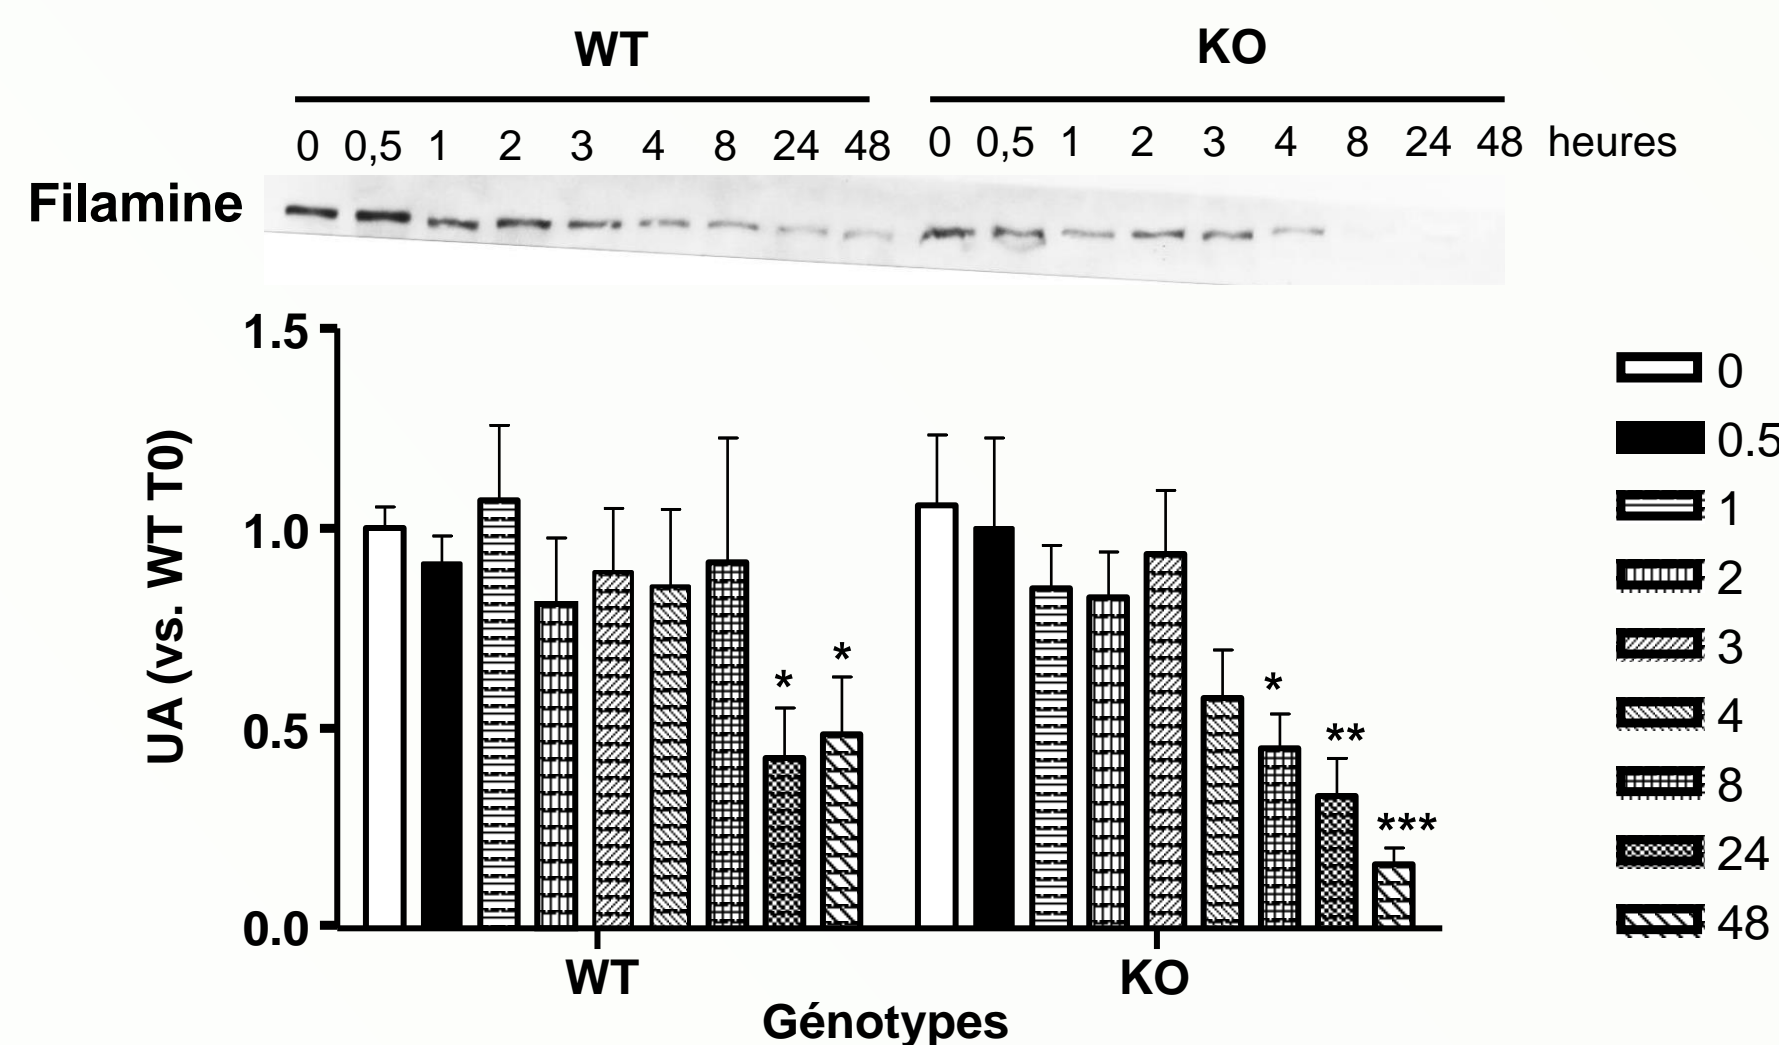 WT KO
0 0,5 1 2 3 4 8 24 48 0 0,5 1 2 3 4 8 24 48 heures
Filamine
1.5
1.0
0.5
0.0
UA (vs. WT T0)
* *
* ** ***
WT KO
Génotypes
0
0.5
1
2
3
4
8
24
48